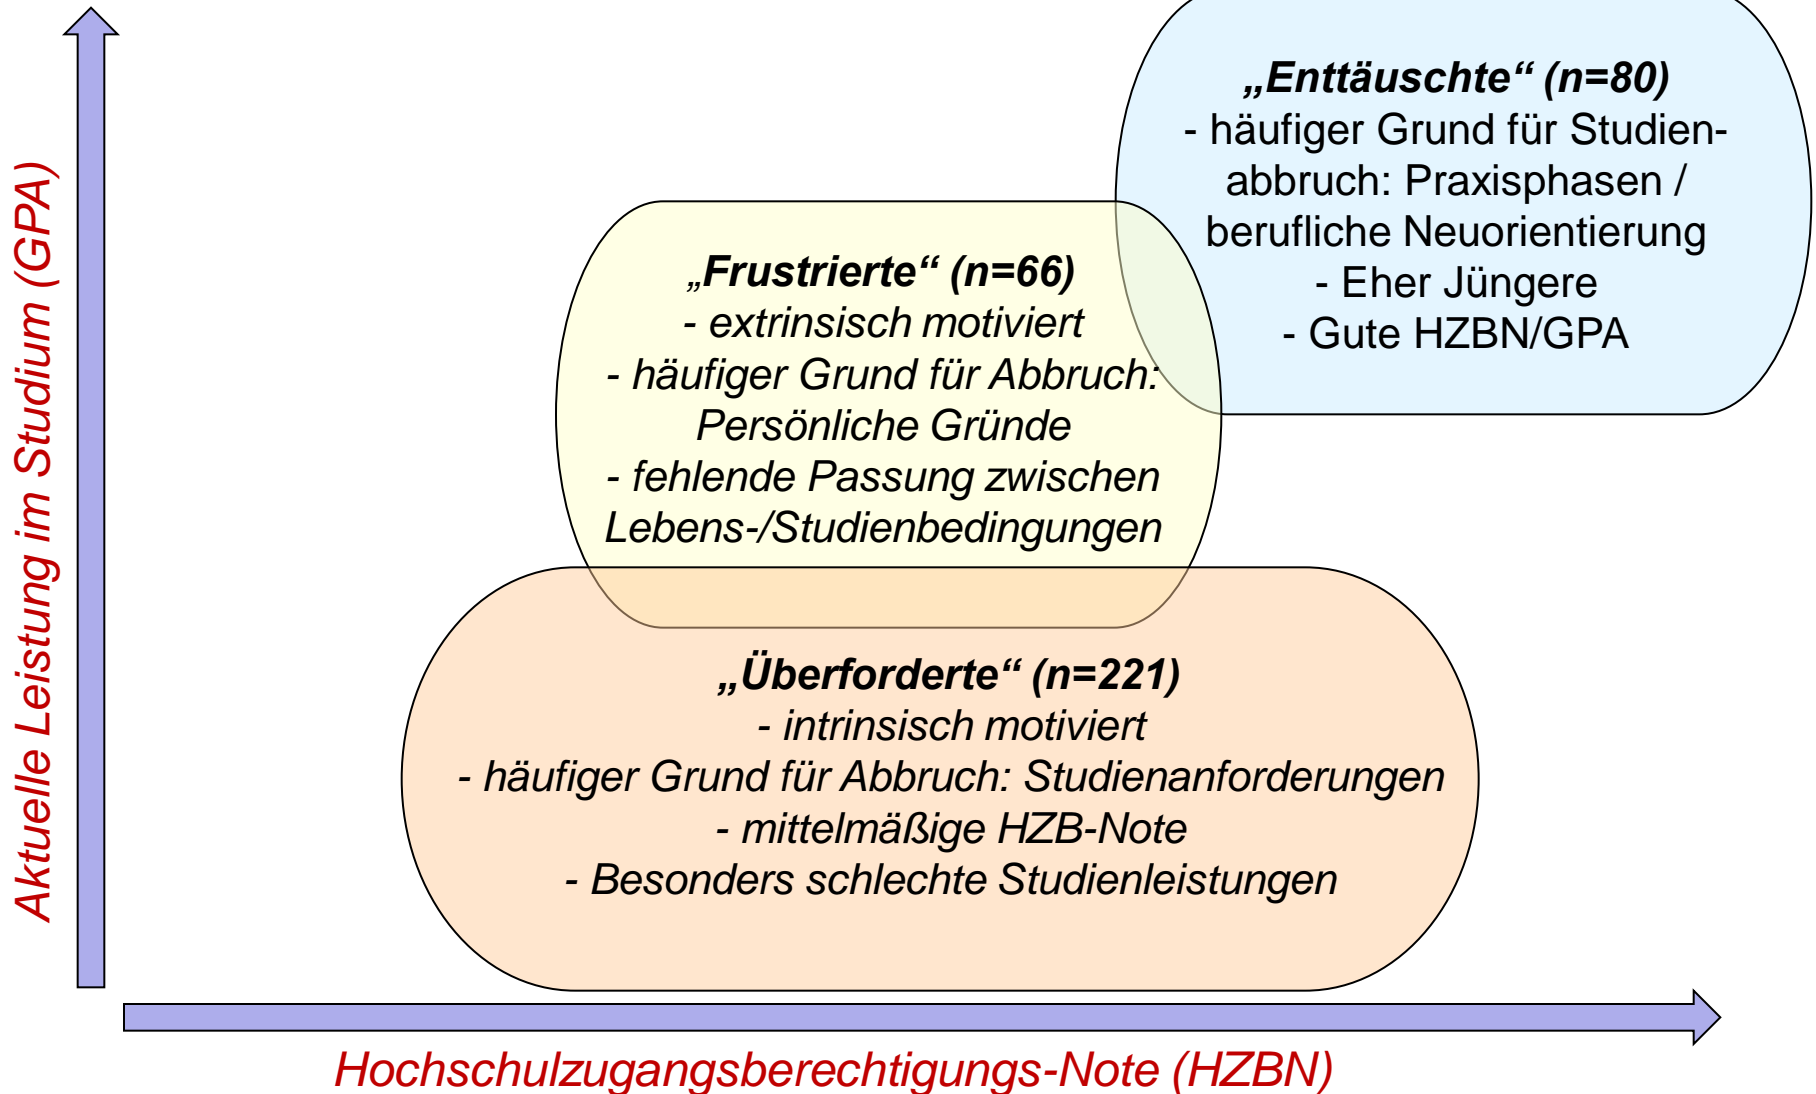 Aktuelle Leistung im Studium (GPA)
„Enttäuschte“ (n=80)
- häufiger Grund für Studien-
abbruch: Praxisphasen /
berufliche Neuorientierung
- Eher Jüngere
- Gute HZBN/GPA
„Frustrierte“ (n=66)
- extrinsisch motiviert
- häufiger Grund für Abbruch:
Persönliche Gründe
- fehlende Passung zwischen
Lebens-/Studienbedingungen
„Überforderte“ (n=221)
- intrinsisch motiviert
- häufiger Grund für Abbruch: Studienanforderungen
- mittelmäßige HZB-Note
- Besonders schlechte Studienleistungen
Hochschulzugangsberechtigungs-Note (HZBN)